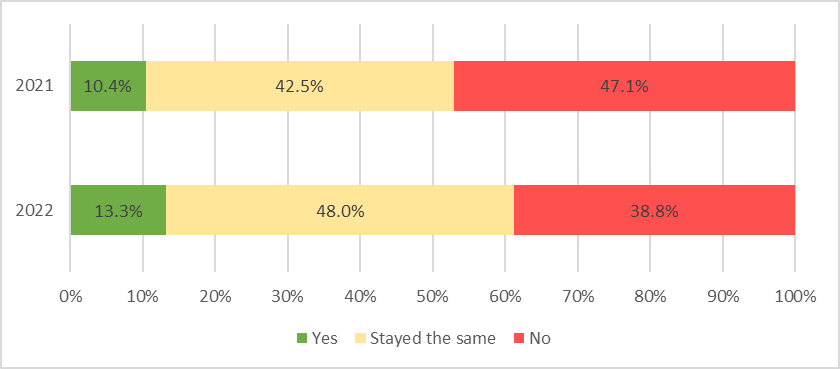 2021 10.4% 42.5% 47.1%
2022 13.3% 48.0% 38.8%
0% 10% 20% 30% 40% 50% 60% 70% 80% 90% 100%
Yes Stayed the same No